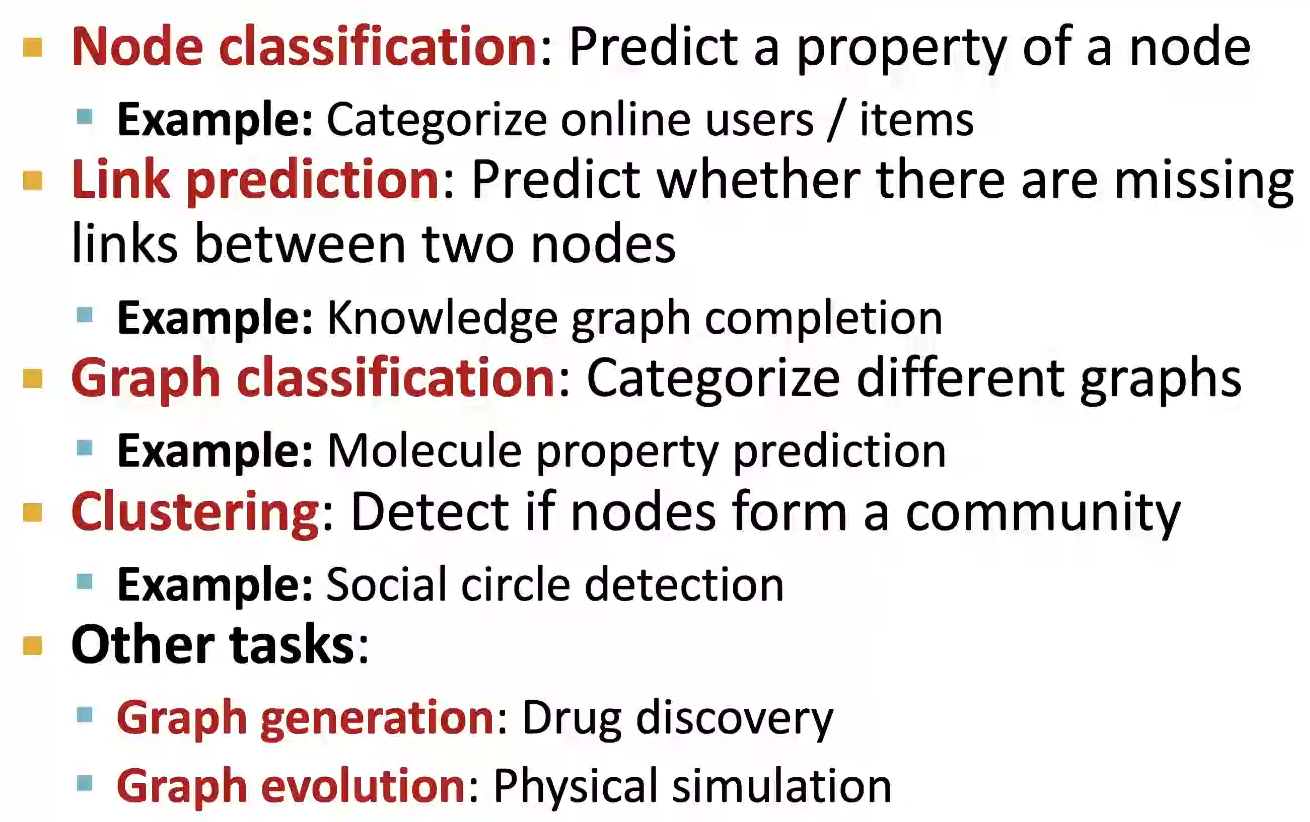 Node classification: Predict a property of a node
Example: Categorize online users / items
Link prediction: Predict whether there are missing
links between two nodes
Example: Knowledge graph completion
Graph classification: Categorize different graphs
Example: Molecule property prediction
Clustering: Detect if nodes form a community
Example: Social circle detection
Other tasks:
Graph generation: Drug discovery
Graph evolution: Physical simulation